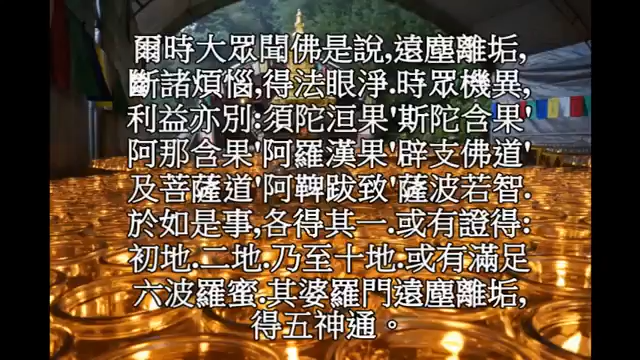 爾時大眾聞佛是說,遠塵離垢,
斷諸煩惱,得法眼淨.時眾機異,
利益亦別:須陀洹果'斯陀含果'
阿那含果'阿羅漢果'辟支佛道'
及菩薩道'阿鞞跋致'薩波若智.
於如是事,各得其一.或有證得:
初地.二地.乃至十地.或有滿足
六波羅蜜.其婆羅門遠塵離垢,
得五神通。